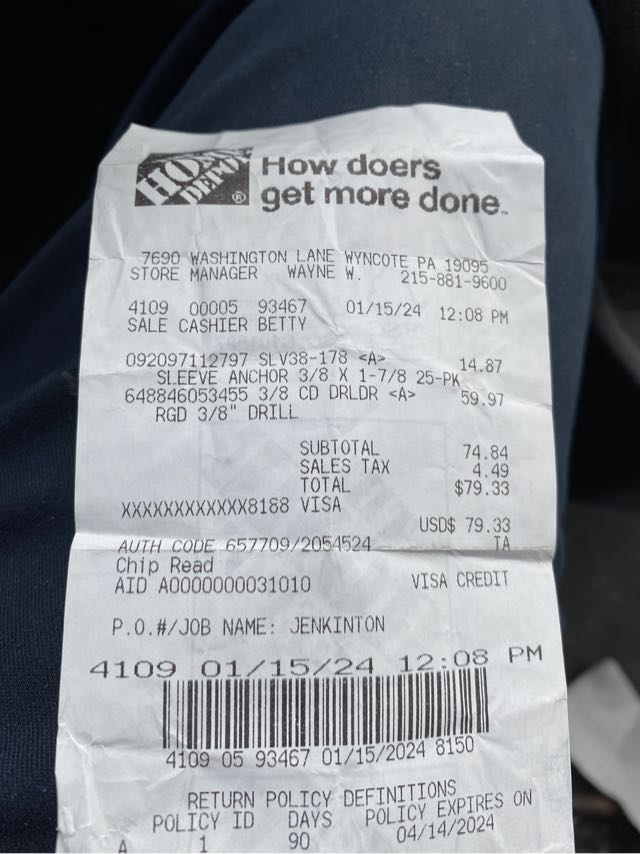 THE HOME DEPOT ®
How doers
get more done™
7690 WASHINGTON LANE WYNCOTE PA 19095
STORE MANAGER WAYNE W. 215-881-9600
4109 00005 93467 01/15/24 12:08 PM
SALE CASHIER BETTY
092097112797 SLV38-178 <A> 14.87
SLEEVE ANCHOR 3/8 X 1-7/8 25-PK
648846053455 3/8 CD DRLDR <A> 59.97
RGD 3/8" DRILL
SUBTOTAL 74.84
SALES TAX 4.49
TOTAL $79.33
XXXXXXXXXXXX8188 VISA
USD$ 79.33
AUTH CODE 657709/2054524 TA
Chip Read
AID A0000000031010 VISA CREDIT
P.O.#/JOB NAME: JENKINTON
4109 01/15/24 12:08 PM
4109 05 93467 01/15/2024 8150
RETURN POLICY DEFINITIONS
POLICY ID DAYS POLICY EXPIRES ON
A 1 90 04/14/2024